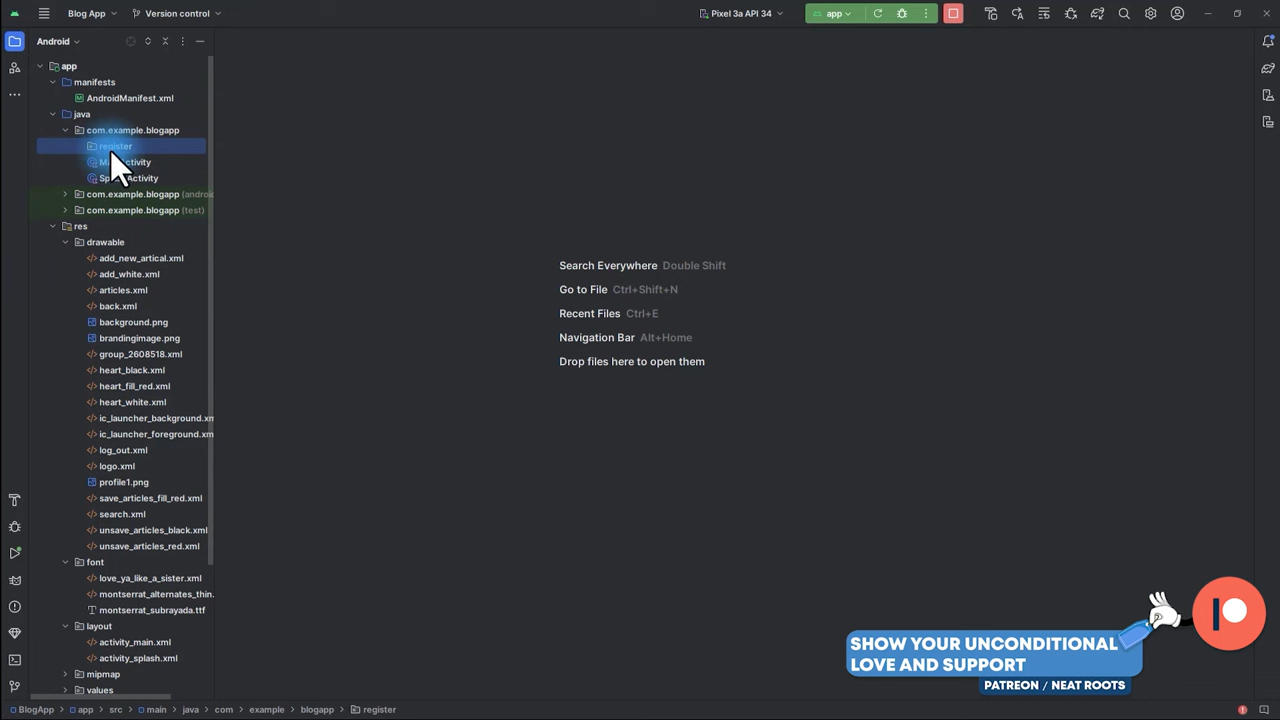 Blog App
Version control
Pixel 3a API 34
app
Android
app
manifests
AndroidManifest.xml
java
com.example.blogapp
register
Activity
Activity
com.example.blogapp (androi
com.example.blogapp (test)
res
drawable
add_new_artical.xml
add_white.xml
articles.xml
back.xml
background.png
brandingimage.png
group_2608518.xml
heart_black.xml
heart_fill_red.xml
heart_white.xml
ic_launcher_background.xm
ic_launcher_foreground.xm
log_out.xml
logo.xml
profile1.png
save_articles_fill_red.xml
search.xml
unsave_articles_black.xml
unsave_articles_red.xml
font
love_ya_like_a_sister.xml
montserrat_alternates_thin.
montserrat_subrayada.ttf
layout
activity_main.xml
activity_splash.xml
mipmap
values
Search Everywhere Double Shift
Go to File Ctrl+Shift+N
Recent Files Ctrl+E
Navigation Bar Alt+Home
Drop files here to open them
SHOW YOUR UNCONDITIONAL
LOVE AND SUPPORT
PATREON / NEAT ROOTS
BlogApp > app > src > main > java > com > example > blogapp > register